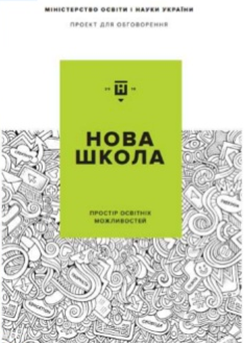 МІНІСТЕРСТВО ОСВІТИ І НАУКИ УКРАЇНИ
ПРОЕКТ ДЛЯ ОБГОВОРЕННЯ
Н
НОВА
ШКОЛА
ПРОСТІР ОСВІТНІХ
МОЖЛИВОСТЕЙ